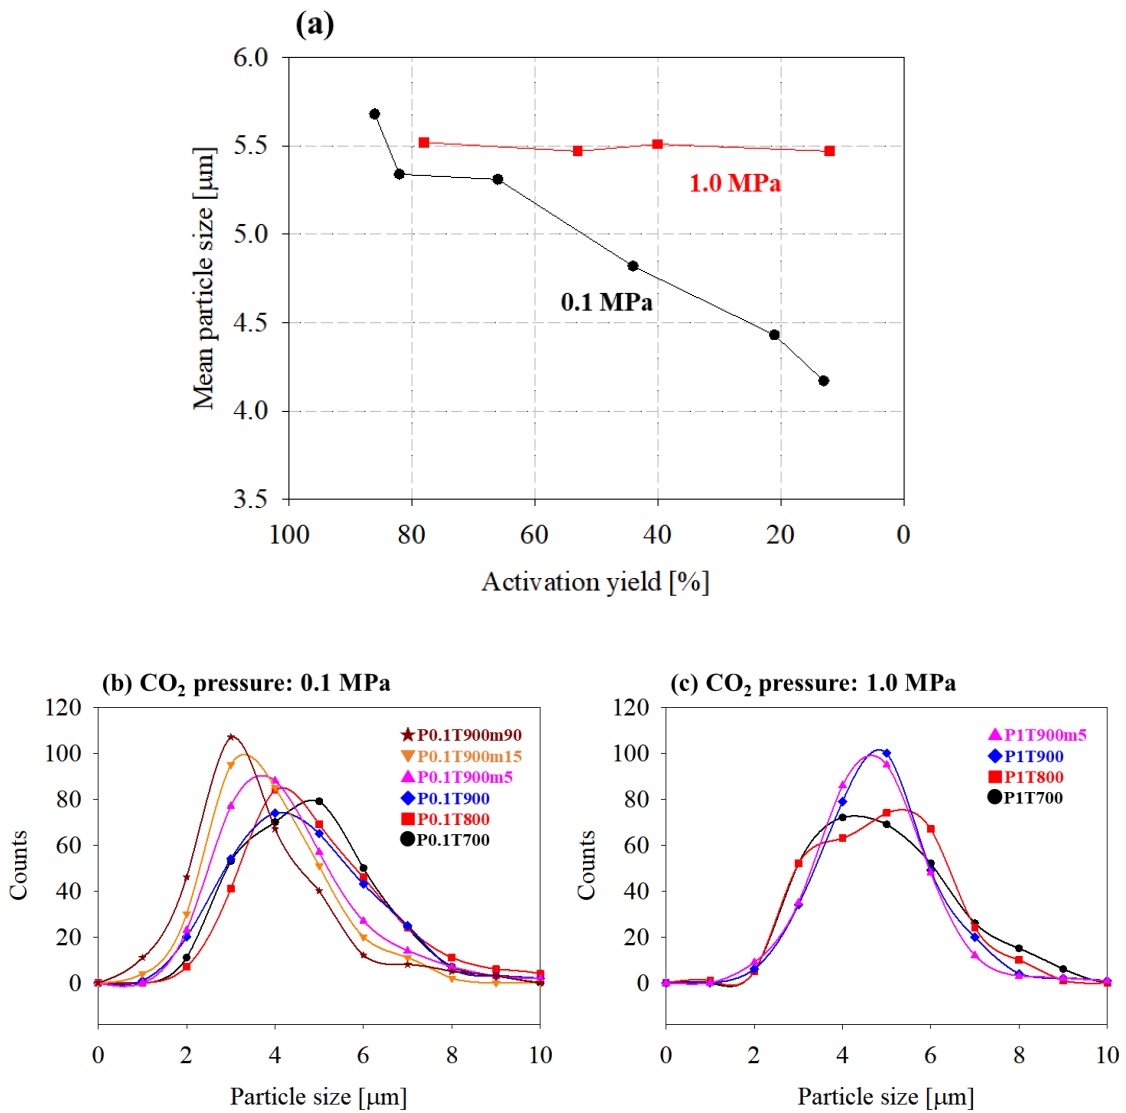 (a)
6.0
5.5
5.0
4.5
4.0
3.5
Mean particle size [μm]
1.0 MPa
0.1 MPa
100 80 60 40 20 0
Activation yield [%]
(b) CO₂ pressure: 0.1 MPa
120
100
80
60
40
20
0
Counts
P0.1T900m90
P0.1T900m15
P0.1T900m5
P0.1T900
P0.1T800
P0.1T700
0 2 4 6 8 10
Particle size [μm]
(c) CO₂ pressure: 1.0 MPa
120
100
80
60
40
20
0
Counts
P1T900m5
P1T900
P1T800
P1T700
0 2 4 6 8 10
Particle size [μm]